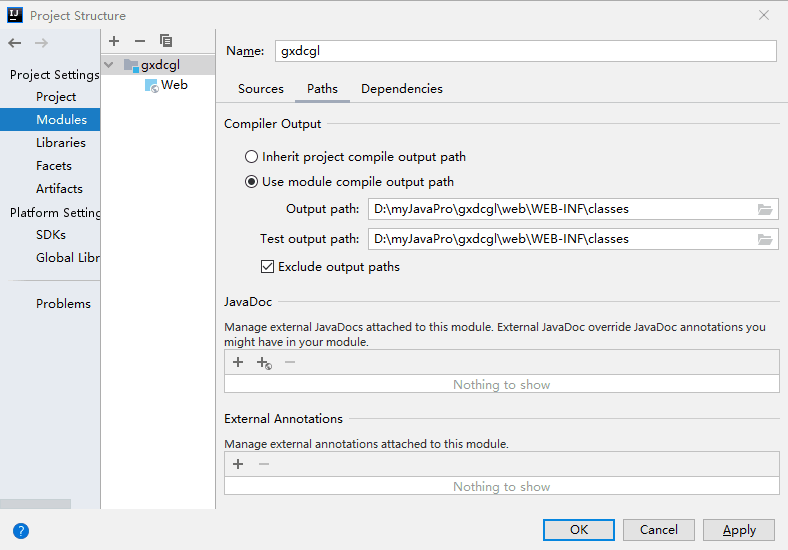 Project Structure
Project Settings
Project
Modules
Libraries
Facets
Artifacts
Platform Setting
SDKs
Global Libr
Problems
gxdcgl
Web
Name: gxdcgl
Sources Paths Dependencies
Compiler Output
Inherit project compile output path
Use module compile output path
Output path: D:\myJavaPro\gxdcgl\web\WEB-INF\classes
Test output path: D:\myJavaPro\gxdcgl\web\WEB-INF\classes
Exclude output paths
JavaDoc
Manage external JavaDocs attached to this module. External JavaDoc override JavaDoc annotations you
might have in your module.
Nothing to show
External Annotations
Manage external annotations attached to this module.
Nothing to show
OK Cancel Apply